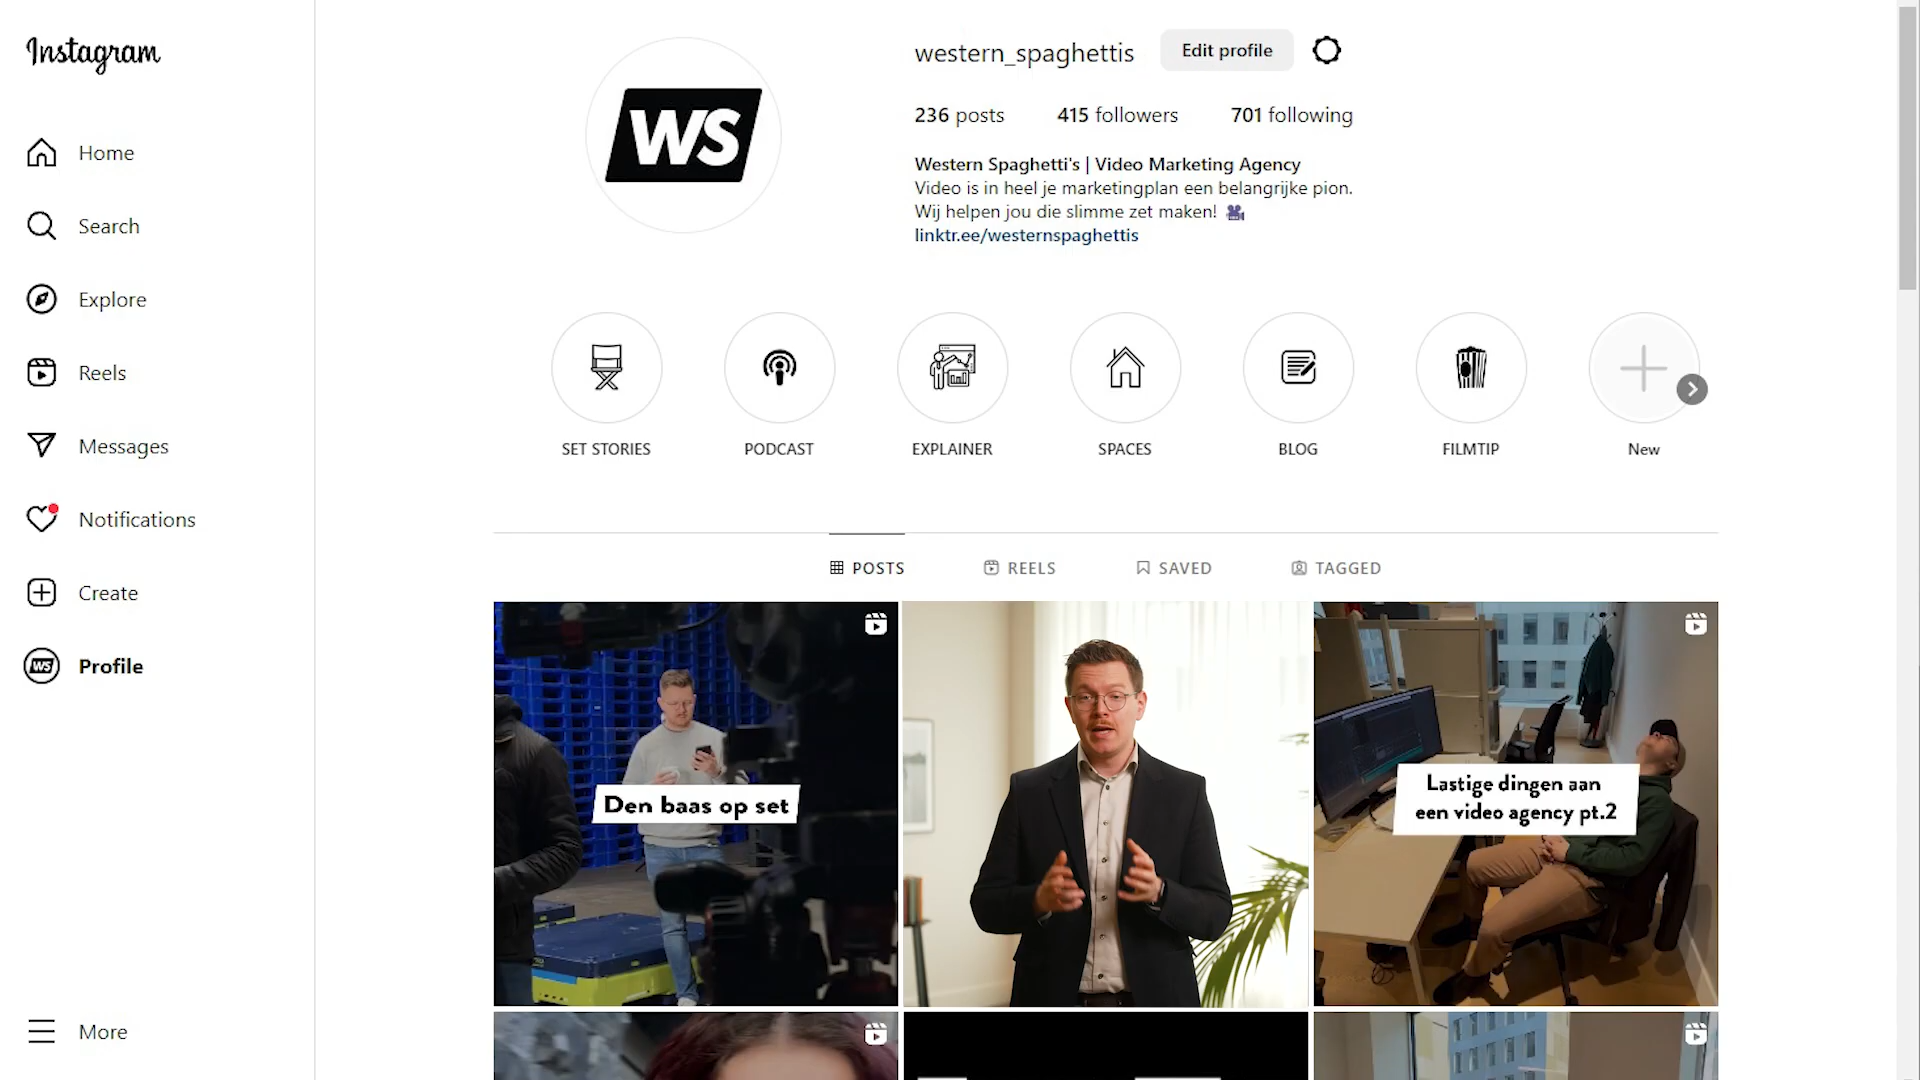 Instagram
Home
Search
Explore
Reels
Messages
Notifications
Create
WS
Profile
More
WS
western_spaghettis
Edit profile
236 posts
415 followers
701 following
Western Spaghetti's | Video Marketing Agency
Video is in heel je marketingplan een belangrijke pion.
Wij helpen jou die slimme zet maken!
linktr.ee/westernspaghettis
SET STORIES
PODCAST
EXPLAINER
SPACES
BLOG
FILMTIP
New
POSTS
REELS
SAVED
TAGGED
Den baas op set
Lastige dingen aan
een video agency pt.2